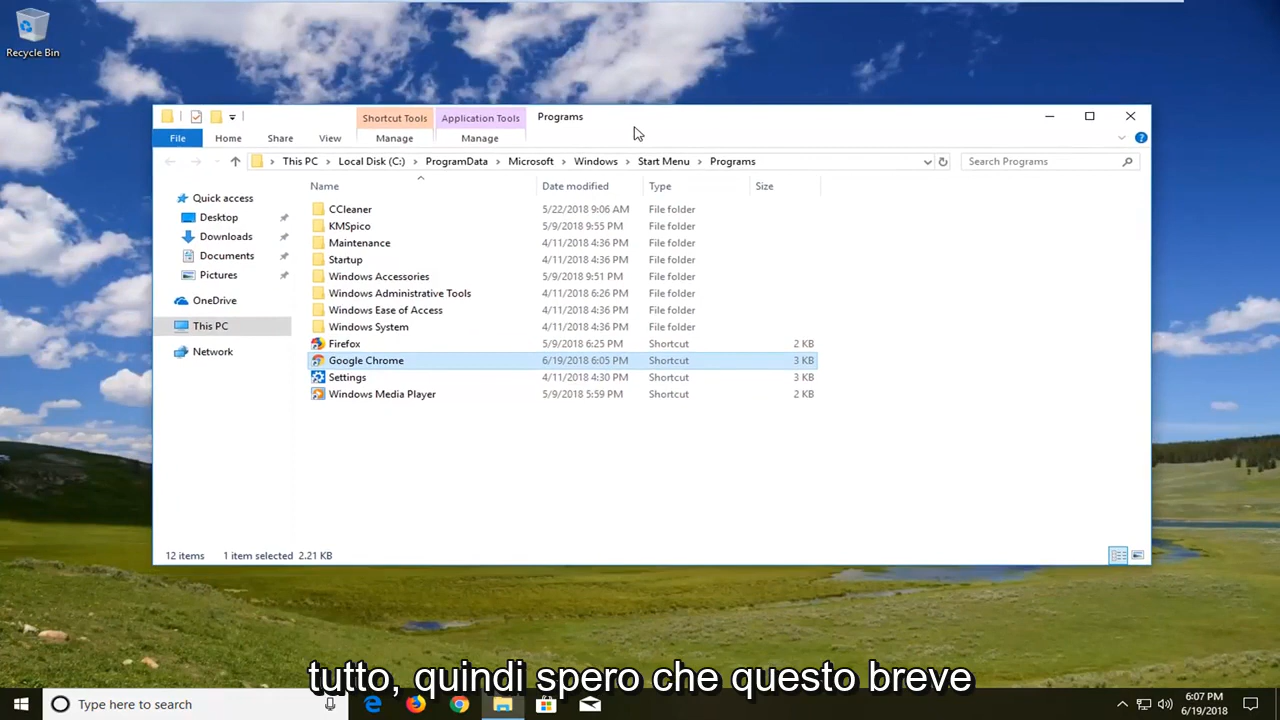 Recycle Bin
Shortcut Tools
Application Tools
Programs
File
Home
Share
View
Manage
Manage
This PC
Local Disk (C:)
ProgramData
Microsoft
Windows
Start Menu
Programs
Search Programs
Name
Date modified
Type
Size
Quick access
Desktop
Downloads
Documents
Pictures
OneDrive
This PC
Network
CCleaner 5/22/2018 9:06 AM File folder
KMSpico 5/9/2018 9:55 PM File folder
Maintenance 4/11/2018 4:36 PM File folder
Startup 4/11/2018 4:36 PM File folder
Windows Accessories 5/9/2018 9:51 PM File folder
Windows Administrative Tools 4/11/2018 6:26 PM File folder
Windows Ease of Access 4/11/2018 4:36 PM File folder
Windows System 4/11/2018 4:36 PM File folder
Firefox 5/9/2018 6:25 PM Shortcut 2 KB
Google Chrome 6/19/2018 6:05 PM Shortcut 3 KB
Settings 4/11/2018 4:30 PM Shortcut 3 KB
Windows Media Player 5/9/2018 5:59 PM Shortcut 2 KB
12 items 1 item selected 2.21 KB
tutto, quindi spero che questo breve
Type here to search
6:07 PM
6/19/2018